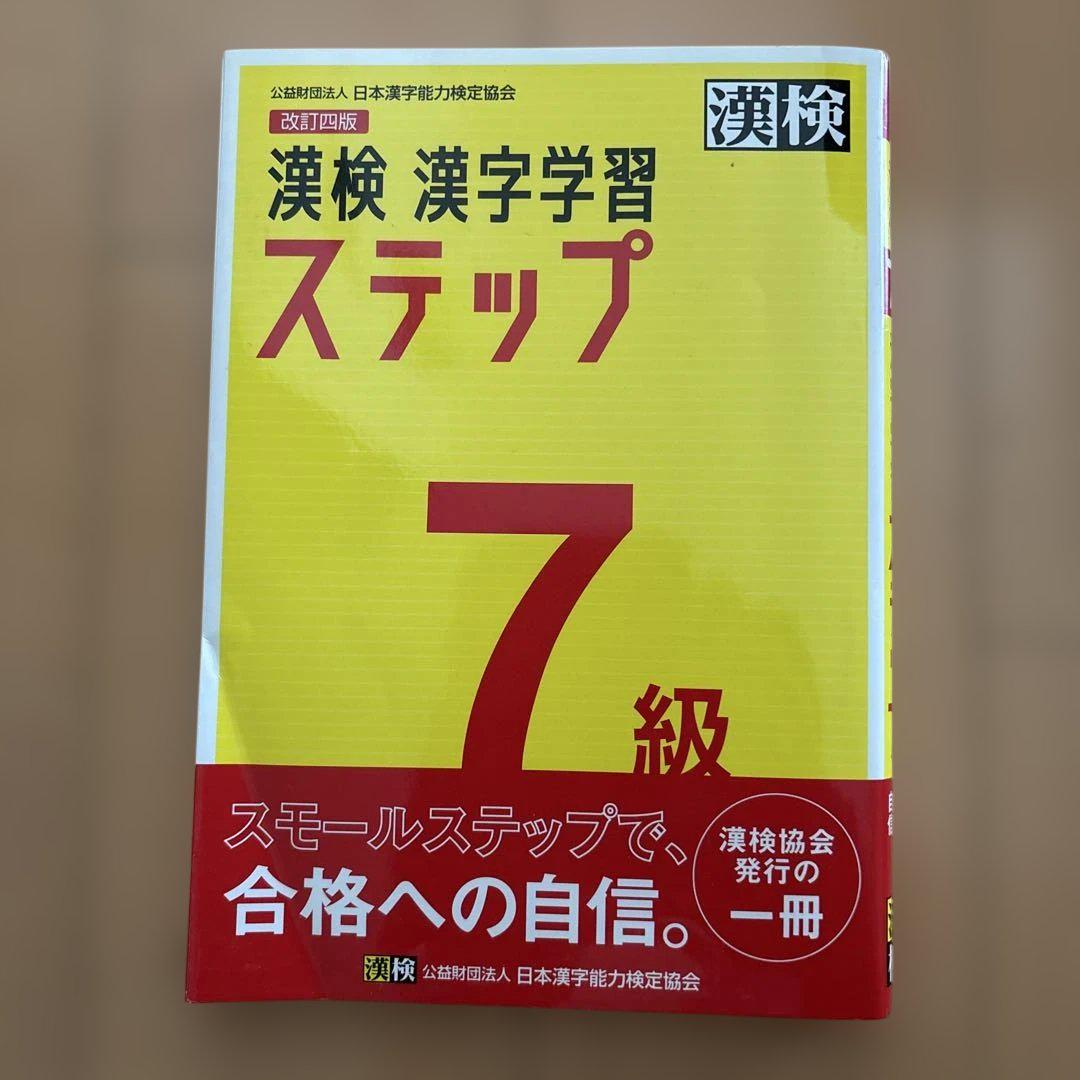 公益財団法人 日本漢字能力検定協会
漢検
改訂四版
漢検 漢字学習
ステップ
7級
スモールステップで、
合格への自信。
漢検協会
発行の
一冊
漢検 公益財団法人 日本漢字能力検定協会